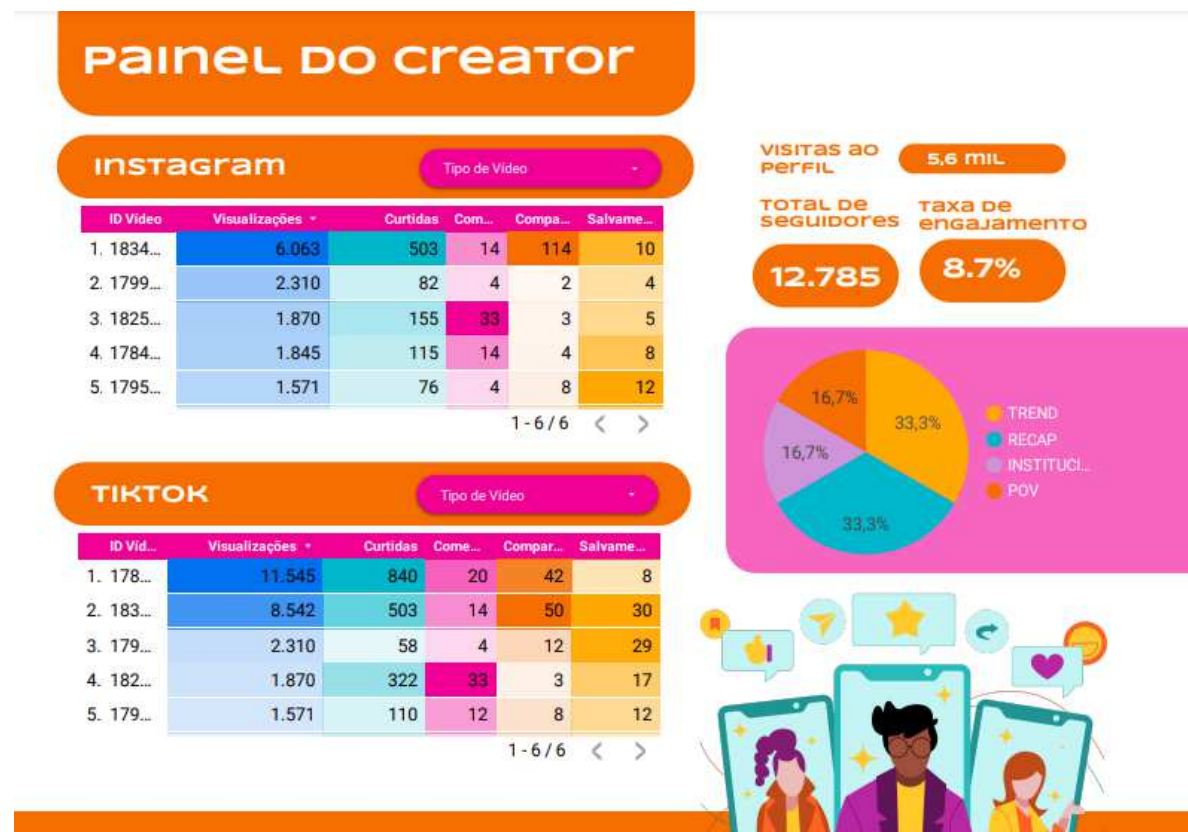 Painel do creator
Instagram
Tipo de Vídeo
ID Vídeo Visualizações Curtidas Com... Compa... Salvame...
1. 1834... 6.063 503 14 114 10
2. 1799... 2.310 82 4 2 4
3. 1825... 1.870 155 33 3 5
4. 1784... 1.845 115 14 4 8
5. 1795... 1.571 76 4 8 12
1 - 6 / 6
TIKTOK
Tipo de Vídeo
ID Víd... Visualizações Curtidas Come... Compar... Salvame...
1. 178... 11.545 840 20 42 8
2. 183... 8.542 503 14 50 30
3. 179... 2.310 58 4 12 29
4. 182... 1.870 322 33 3 17
5. 179... 1.571 110 12 8 12
1 - 6 / 6
Visitas ao
perfil
5,6 mil
Total de
seguidores
12.785
Taxa de
engajamento
8.7%
16,7%
33,3%
16,7%
33,3%
TREND
RECAP
INSTITUCI...
POV